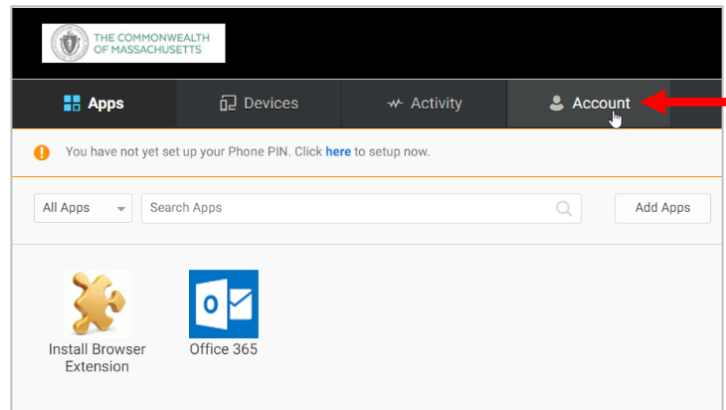 THE COMMONWEALTH
OF MASSACHUSETTS
Apps Devices Activity Account
You have not yet set up your Phone PIN. Click here to setup now.
All Apps Search Apps Add Apps
Install Browser
Extension
Office 365